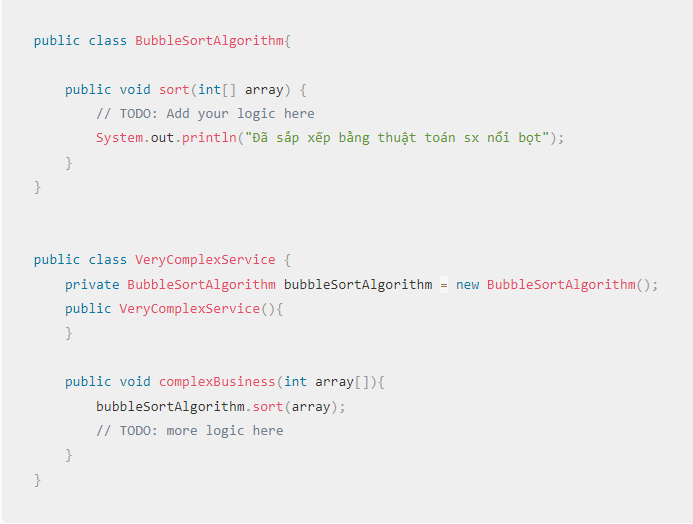 public class BubbleSortAlgorithm{
public void sort(int[] array) {
// TODO: Add your logic here
System.out.println("Đã sắp xếp bằng thuật toán sx nổi bọt");
}
}
public class VeryComplexService {
private BubbleSortAlgorithm bubbleSortAlgorithm = new BubbleSortAlgorithm();
public VeryComplexService(){
}
public void complexBusiness(int array[]){
bubbleSortAlgorithm.sort(array);
// TODO: more logic here
}
}